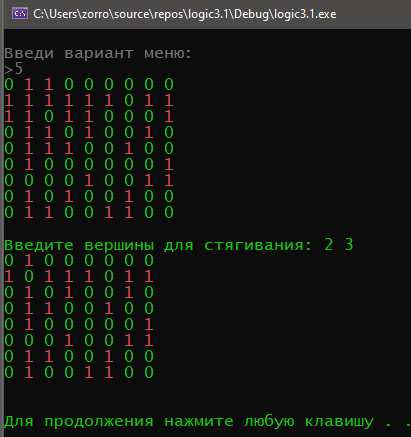 C:\Users\zorro\source\repos\logic3.1\Debug\logic3.1.exe
Введи вариант меню:
>5
0 1 1 0 0 0 0 0 0
1 1 1 1 1 1 0 1 1
1 1 0 1 1 0 0 0 1
0 1 1 0 1 0 0 1 0
0 1 1 1 0 0 1 0 0
0 1 0 0 0 0 0 0 1
0 0 0 0 1 0 0 1 1
0 1 0 1 0 0 1 0 0
0 1 1 0 0 1 1 0 0
Введите вершины для стягивания: 2 3
0 1 0 0 0 0 0 0
1 0 1 1 1 0 1 1
0 1 0 1 0 0 1 0
0 1 1 0 0 1 0 0
0 1 0 0 0 0 0 1
0 0 0 1 0 0 1 1
0 1 1 0 0 1 0 0
0 1 0 0 1 1 0 0
Для продолжения нажмите любую клавишу . .